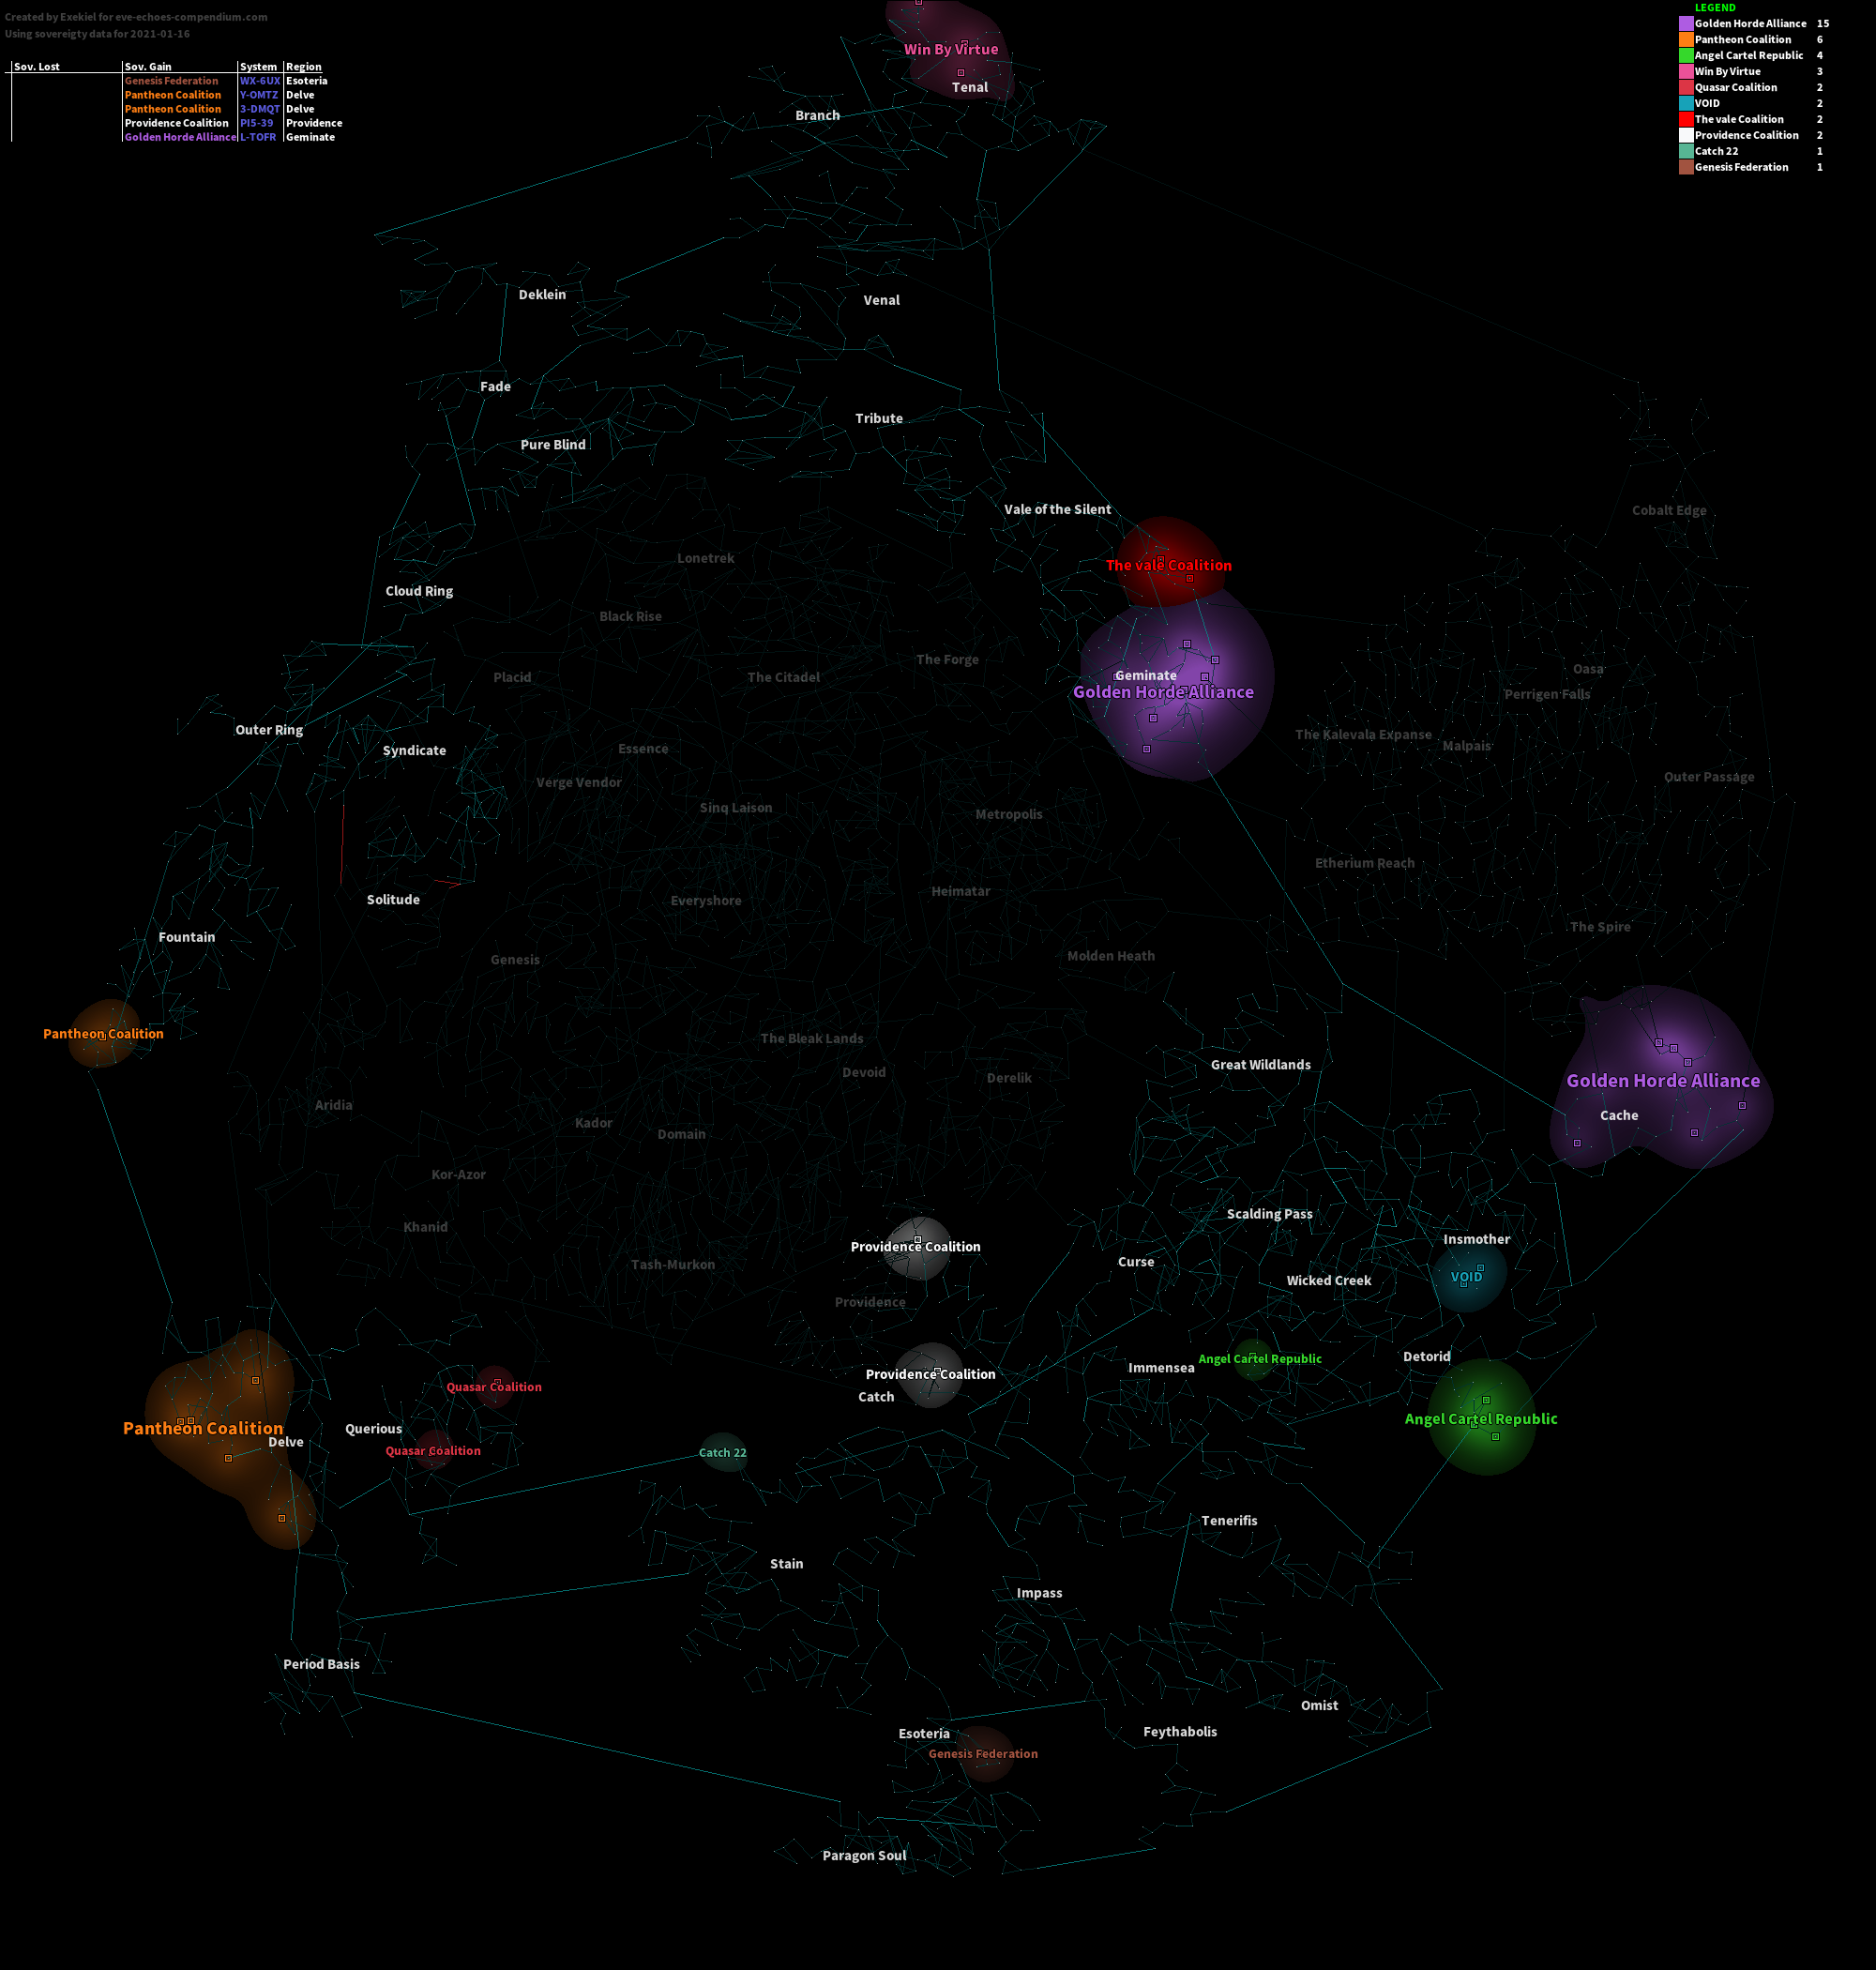 Created by Exekiel for eve-echoes-compendium.com
Using sovereigty data for 2021-01-16
Sov. Lost Sov. Gain System Region
Genesis Federation WX-6UX Esoteria
Pantheon Coalition Y-OMTZ Delve
Pantheon Coalition 3-DMQT Delve
Providence Coalition PI5-39 Providence
Golden Horde Alliance L-TOFR Geminate
LEGEND
Golden Horde Alliance 15
Pantheon Coalition 6
Angel Cartel Republic 4
Win By Virtue 3
Quasar Coalition 2
VOID 2
The vale Coalition 2
Providence Coalition 2
Catch 22 1
Genesis Federation 1
Win By Virtue
Tenal
Branch
Deklein
Venal
Fade
Tribute
Pure Blind
Vale of the Silent
Cobalt Edge
Lonetrek
The vale Coalition
Cloud Ring
Black Rise
The Forge
Oasa
Placid
The Citadel
Geminate
Golden Horde Alliance
Perrigen Falls
Outer Ring
The Kalevala Expanse
Malpais
Syndicate
Essence
Outer Passage
Verge Vendor
Sinq Laison
Metropolis
Etherium Reach
Heimatar
Solitude
Everyshore
The Spire
Fountain
Molden Heath
Genesis
Pantheon Coalition
The Bleak Lands
Great Wildlands
Devoid
Derelik
Golden Horde Alliance
Aridia
Cache
Kador
Domain
Kor-Azor
Scalding Pass
Khanid
Insmother
Providence Coalition
Curse
Tash-Murkon
VOID
Wicked Creek
Providence
Detorid
Angel Cartel Republic
Immensea
Providence Coalition
Quasar Coalition
Catch
Angel Cartel Republic
Pantheon Coalition
Querious
Delve
Quasar Coalition
Catch 22
Tenerifis
Stain
Impass
Period Basis
Omist
Esoteria
Feythabolis
Genesis Federation
Paragon Soul